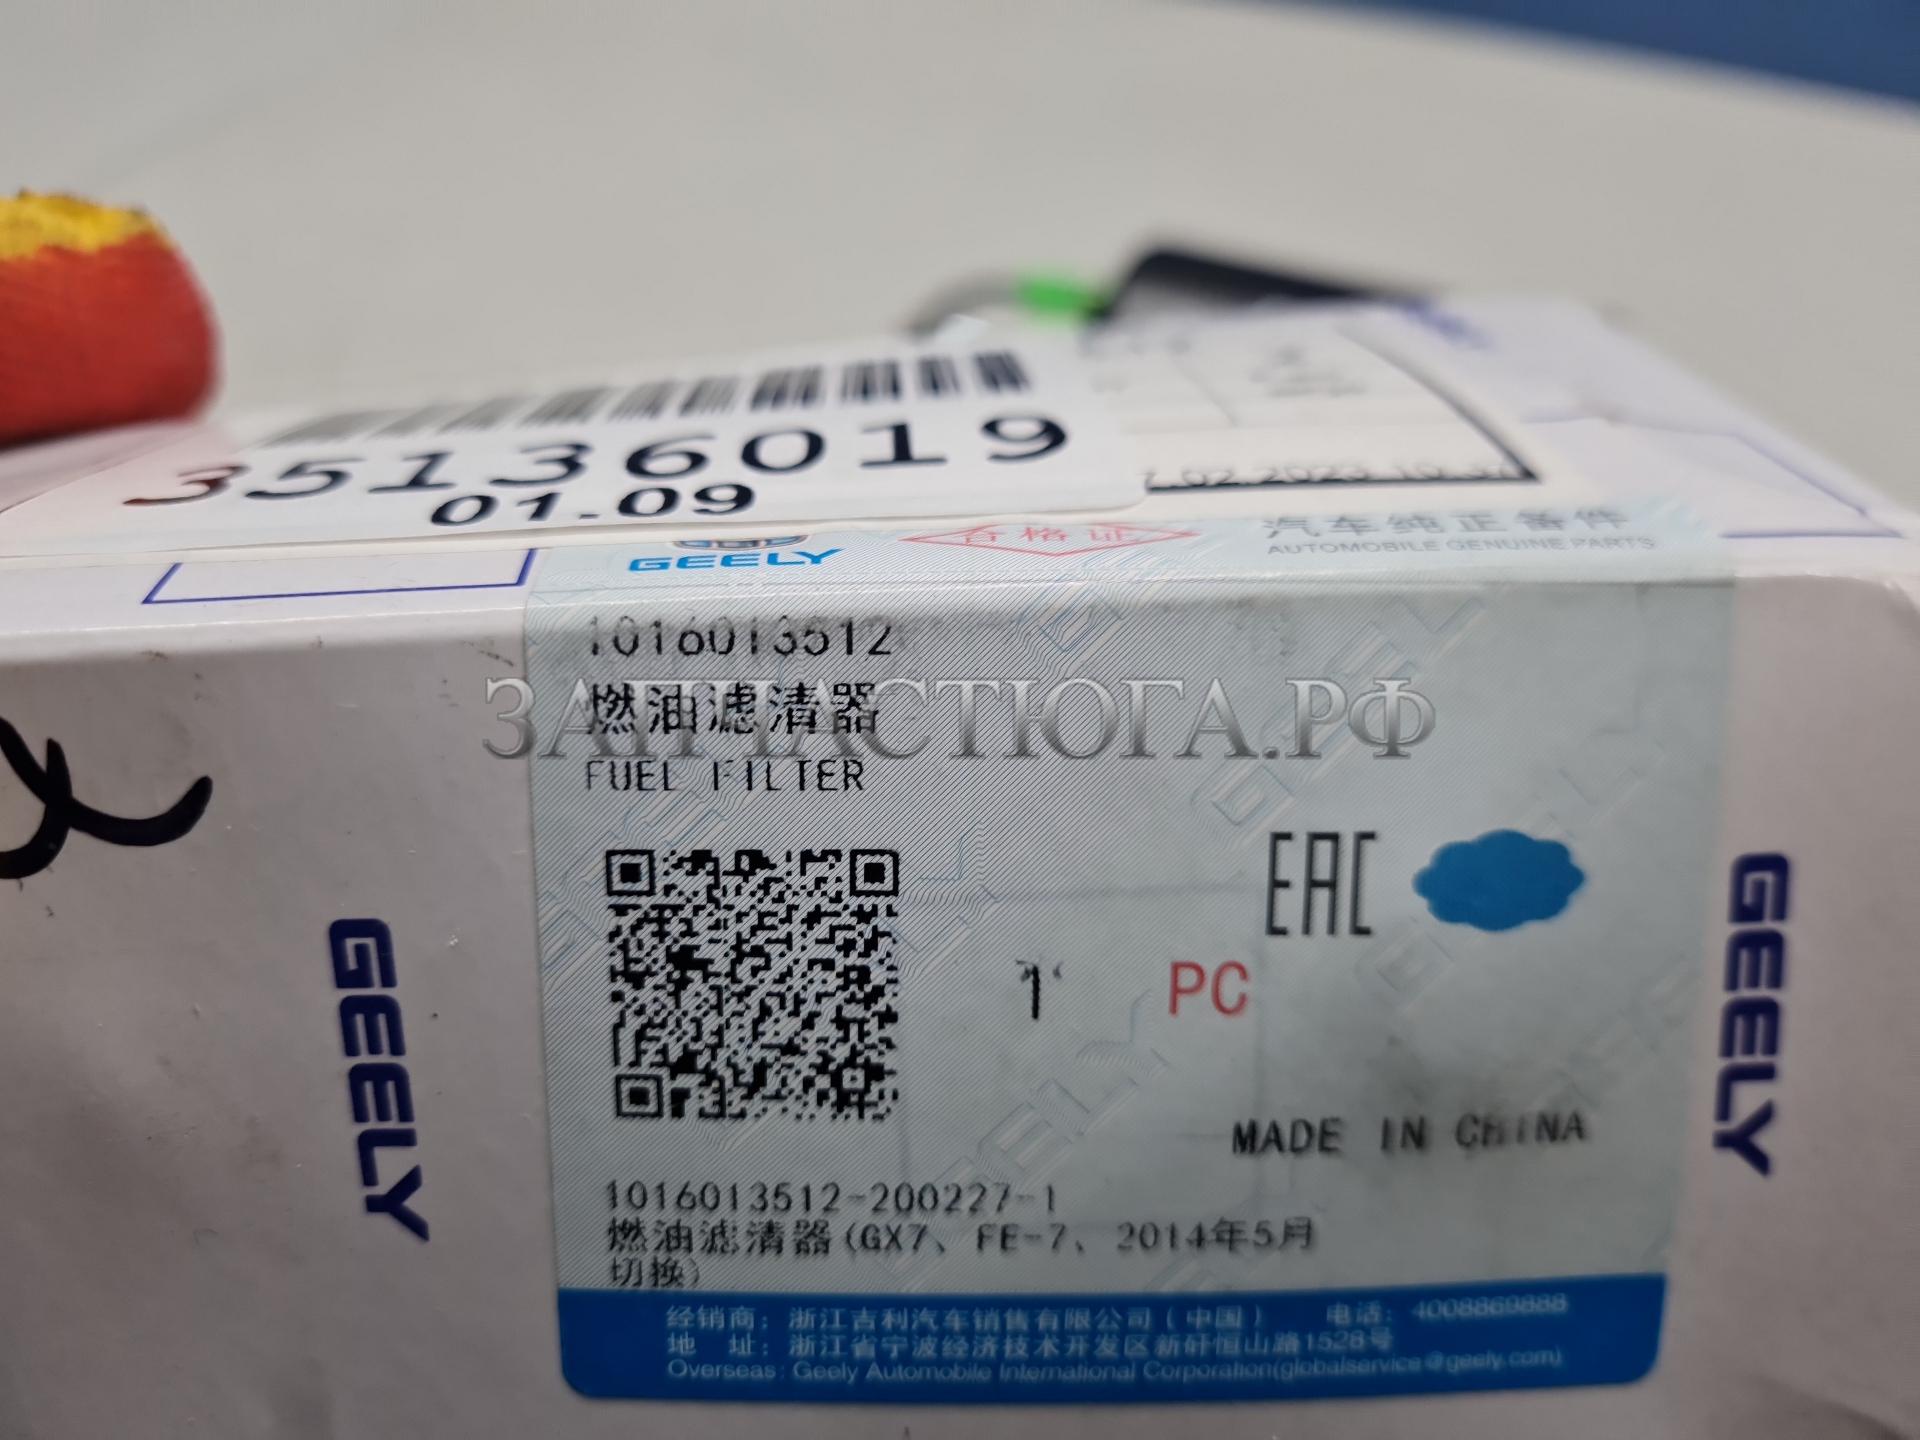 35136019
01.09
.02.2023 10:37
GEELY
合格证
汽车纯正备件
AUTOMOBILE GENUINE PARTS
1016013512
燃油滤清器
ЗАПЧАСТЮГА.РФ
FUEL FILTER
EAC
1 PC
GEELY
GEELY
MADE IN CHINA
1016013512-200227-1
燃油滤清器(GX7、FE-7、2014年5月
切换)
经销商：浙江吉利汽车销售有限公司（中国） 电话：4008869888
地 址：浙江省宁波经济技术开发区新矸恒山路1528号
Overseas: Geely Automobile International Corporation(globalservice@geely.com)